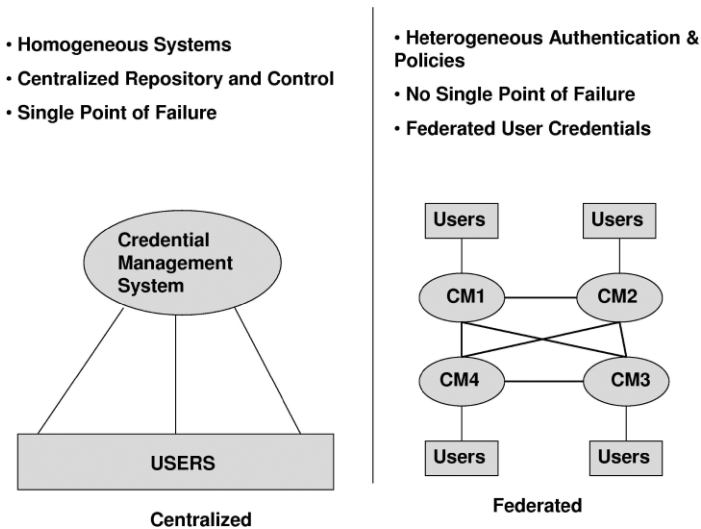 • Homogeneous Systems
• Centralized Repository and Control
• Single Point of Failure
Credential
Management
System
USERS
Centralized
• Heterogeneous Authentication &
Policies
• No Single Point of Failure
• Federated User Credentials
Users
Users
CM1
CM2
CM4
CM3
Users
Users
Federated